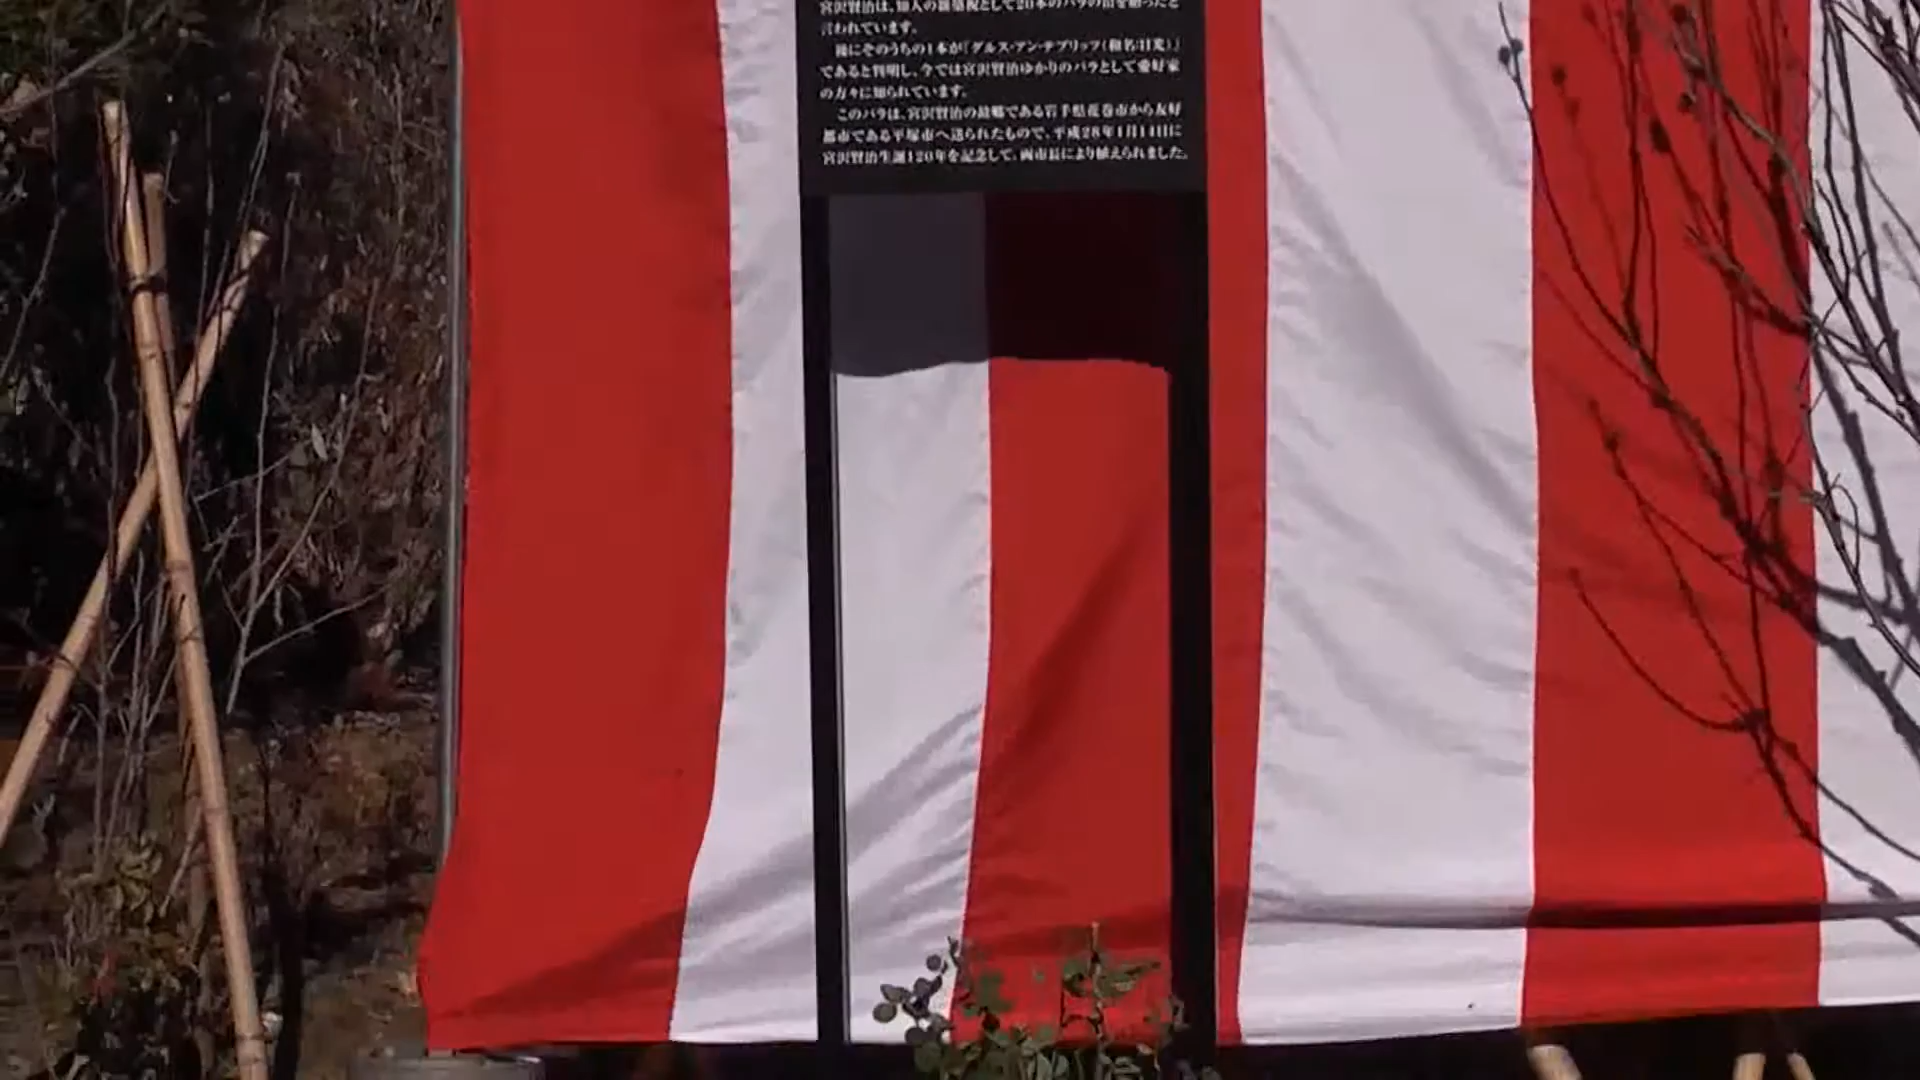 宮沢賢治は、知人の新築祝として20本のバラの苗を贈ったと
言われています。
後にそのうちの1本が「グルス・アン・テプリッツ(和名:日光)」
であると判明し、今では宮沢賢治ゆかりのバラとして愛好家
の方々に知られています。
このバラは、宮沢賢治の故郷である岩手県花巻市から友好
都市である平塚市へ送られたもので、平成28年1月14日に
宮沢賢治生誕120年を記念して、両市長により植えられました。